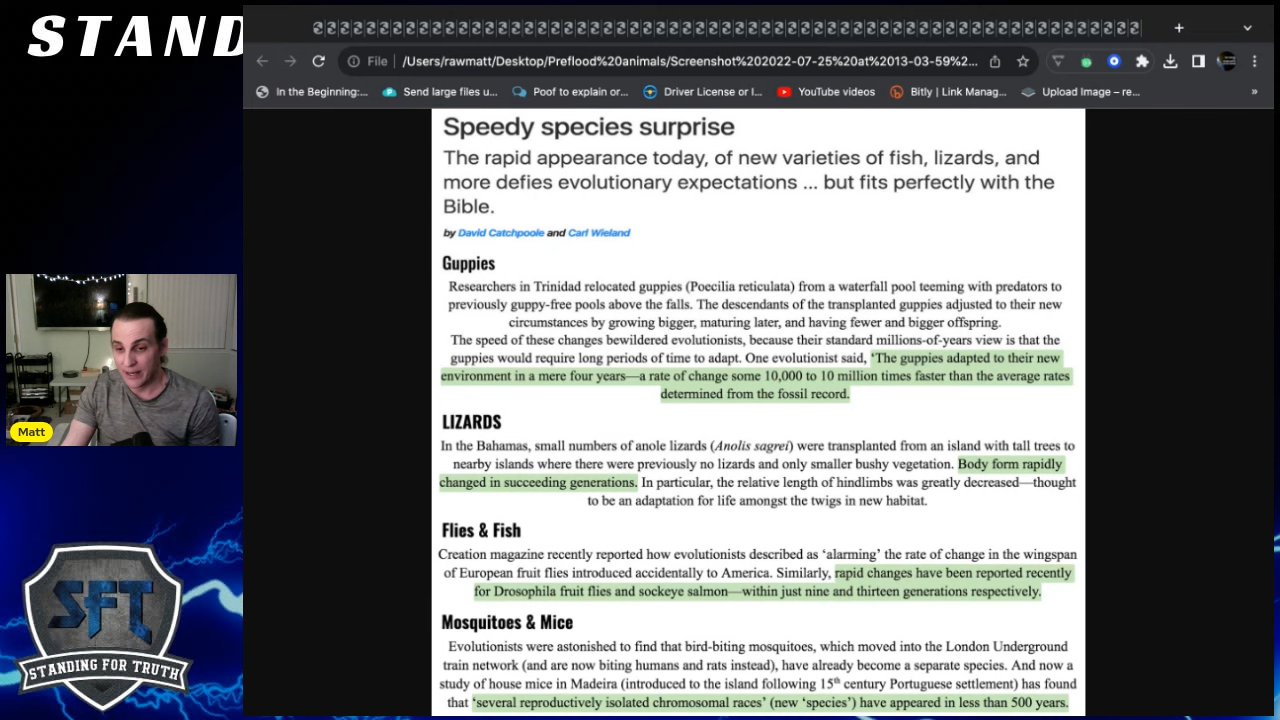 STAND
File
/Users/rawmatt/Desktop/Preflood%20animals/Screenshot%202022-07-25%20at%2013-03-59%2...
In the Beginning:...
Send large files u...
Poof to explain or...
Driver License or I...
YouTube videos
Bitly | Link Manag...
Upload Image – re...
»
Speedy species surprise
The rapid appearance today, of new varieties of fish, lizards, and
more defies evolutionary expectations ... but fits perfectly with the
Bible.
by David Catchpoole and Carl Wieland
Guppies
Researchers in Trinidad relocated guppies (Poecilia reticulata) from a waterfall pool teeming with predators to
previously guppy-free pools above the falls. The descendants of the transplanted guppies adjusted to their new
circumstances by growing bigger, maturing later, and having fewer and bigger offspring.
The speed of these changes bewildered evolutionists, because their standard millions-of-years view is that the
guppies would require long periods of time to adapt. One evolutionist said, ‘The guppies adapted to their new
environment in a mere four years—a rate of change some 10,000 to 10 million times faster than the average rates
determined from the fossil record.
LIZARDS
In the Bahamas, small numbers of anole lizards (Anolis sagrei) were transplanted from an island with tall trees to
nearby islands where there were previously no lizards and only smaller bushy vegetation. Body form rapidly
changed in succeeding generations. In particular, the relative length of hindlimbs was greatly decreased—thought
to be an adaptation for life amongst the twigs in new habitat.
Flies & Fish
Creation magazine recently reported how evolutionists described as ‘alarming’ the rate of change in the wingspan
of European fruit flies introduced accidentally to America. Similarly, rapid changes have been reported recently
for Drosophila fruit flies and sockeye salmon—within just nine and thirteen generations respectively.
Mosquitoes & Mice
Evolutionists were astonished to find that bird-biting mosquitoes, which moved into the London Underground
train network (and are now biting humans and rats instead), have already become a separate species. And now a
study of house mice in Madeira (introduced to the island following 15th century Portuguese settlement) has found
that ‘several reproductively isolated chromosomal races’ (new ‘species’) have appeared in less than 500 years.
Matt
SFT
STANDING FOR TRUTH